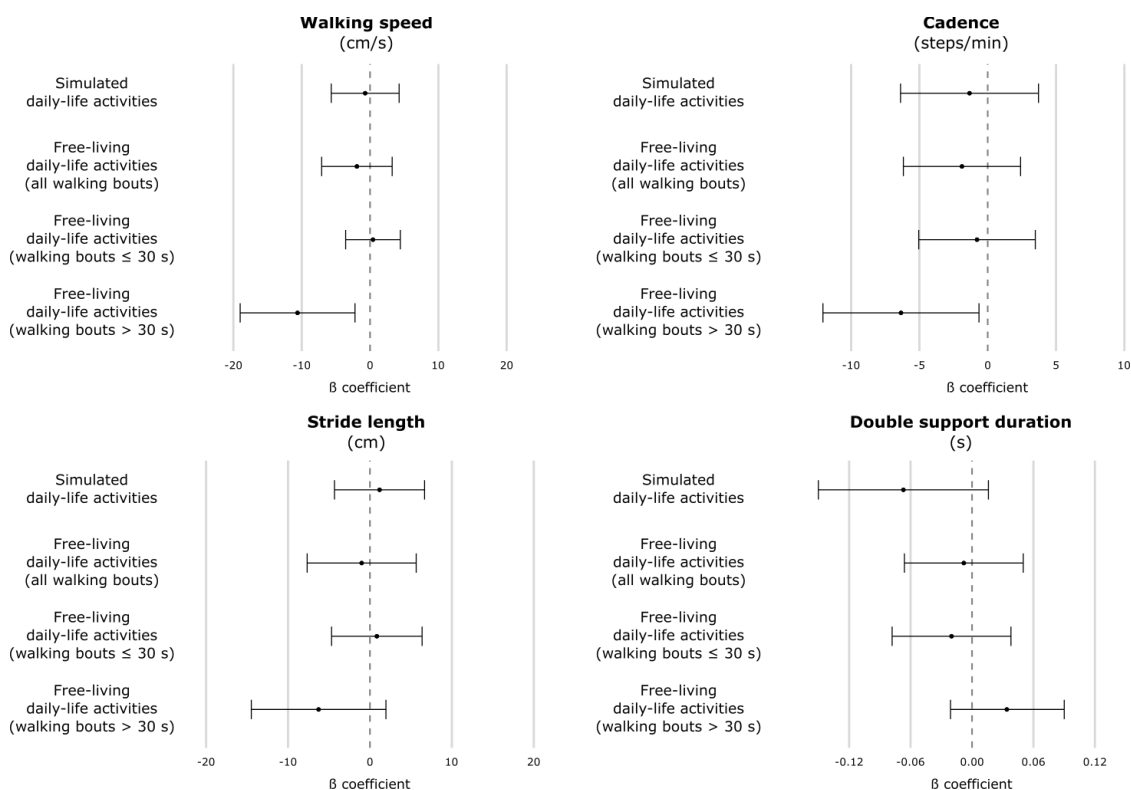 Walking speed
(cm/s)
Simulated
daily-life activities
Free-living
daily-life activities
(all walking bouts)
Free-living
daily-life activities
(walking bouts ≤ 30 s)
Free-living
daily-life activities
(walking bouts > 30 s)
-20 -10 0 10 20
ß coefficient
Cadence
(steps/min)
Simulated
daily-life activities
Free-living
daily-life activities
(all walking bouts)
Free-living
daily-life activities
(walking bouts ≤ 30 s)
Free-living
daily-life activities
(walking bouts > 30 s)
-10 -5 0 5 10
ß coefficient
Stride length
(cm)
Simulated
daily-life activities
Free-living
daily-life activities
(all walking bouts)
Free-living
daily-life activities
(walking bouts ≤ 30 s)
Free-living
daily-life activities
(walking bouts > 30 s)
-20 -10 0 10 20
ß coefficient
Double support duration
(s)
Simulated
daily-life activities
Free-living
daily-life activities
(all walking bouts)
Free-living
daily-life activities
(walking bouts ≤ 30 s)
Free-living
daily-life activities
(walking bouts > 30 s)
-0.12 -0.06 0.00 0.06 0.12
ß coefficient